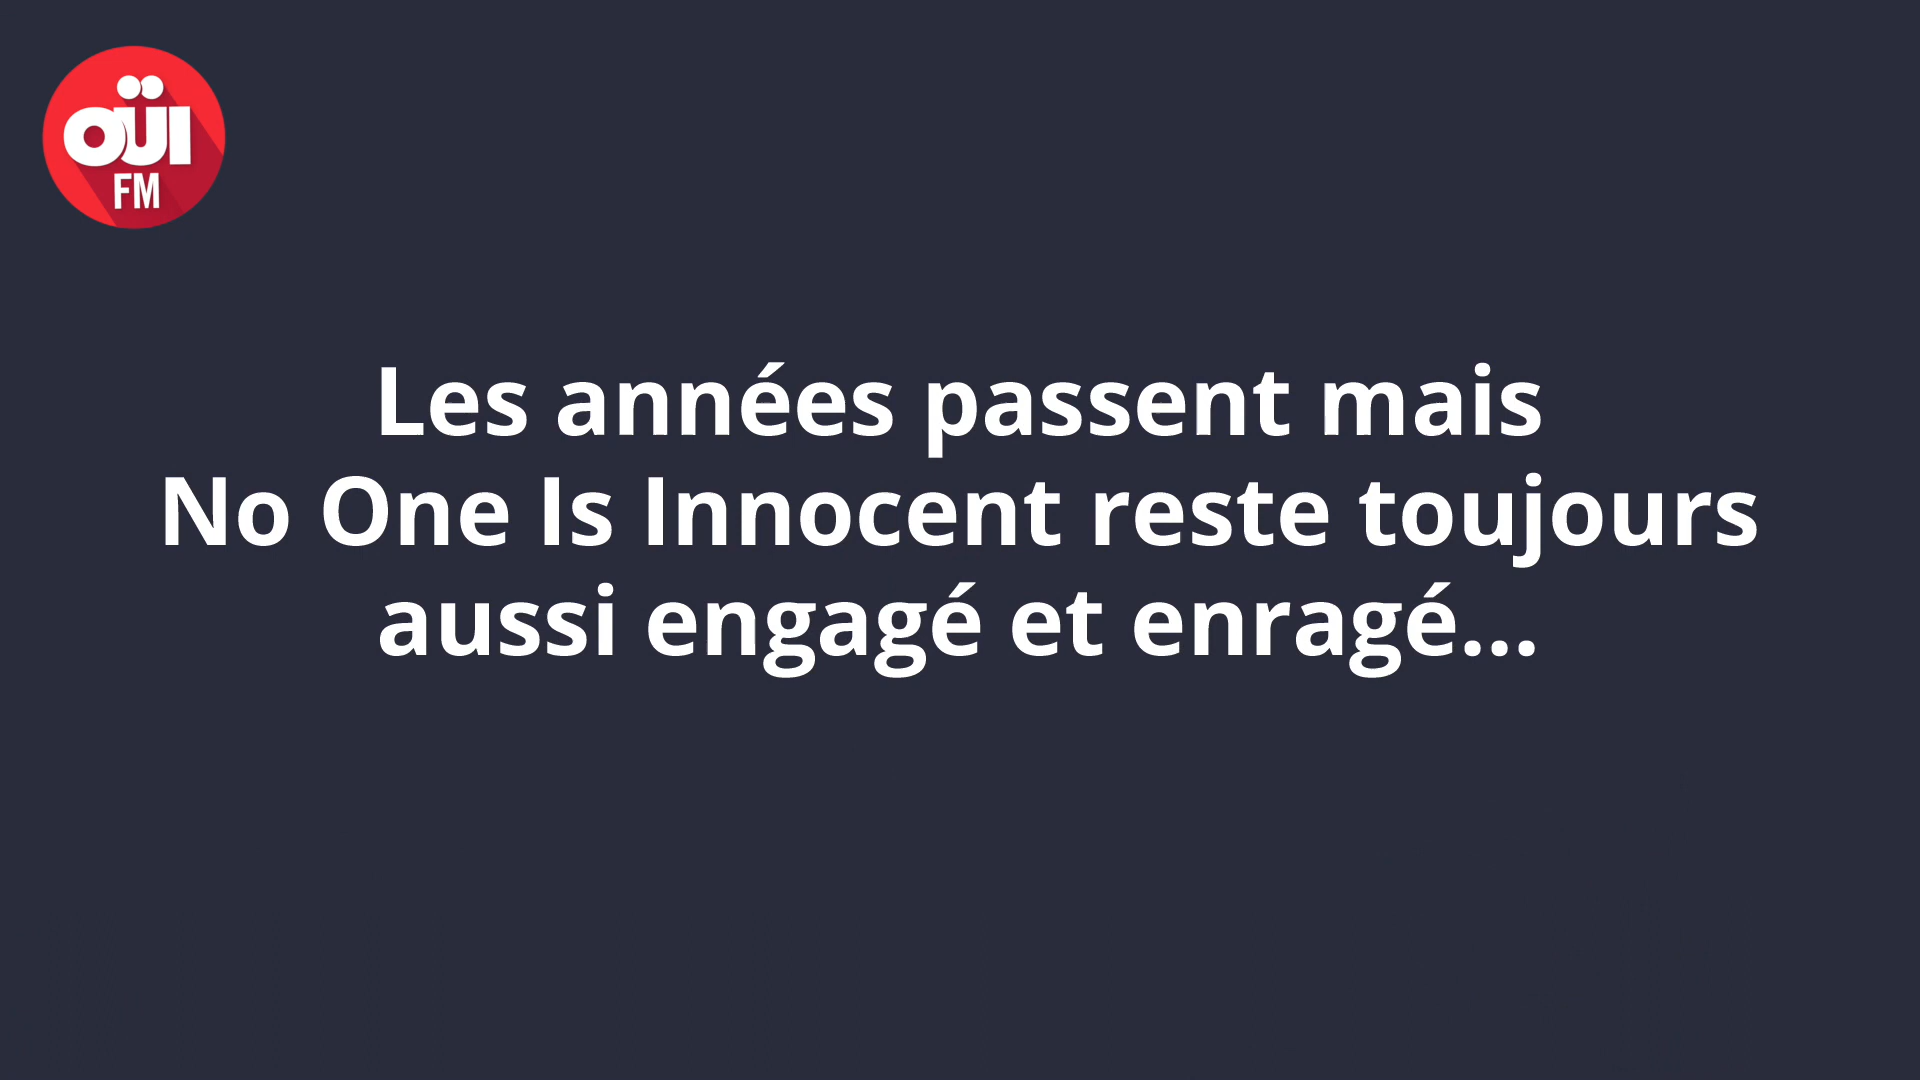 OÜI
FM
Les années passent mais
No One Is Innocent reste toujours
aussi engagé et enragé...